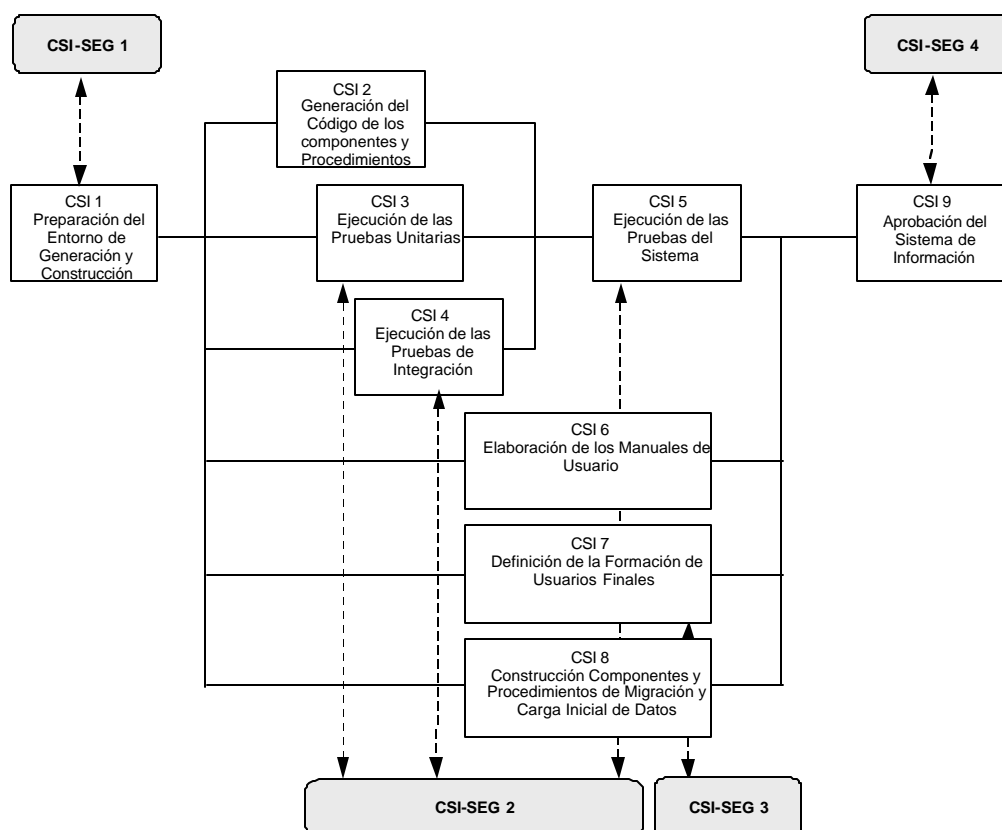 CSI-SEG 1
CSI-SEG 4
CSI 2
Generación del
Código de los
componentes y
Procedimientos
CSI 1
Preparación del
Entorno de
Generación y
Construcción
CSI 3
Ejecución de las
Pruebas Unitarias
CSI 5
Ejecución de las
Pruebas del
Sistema
CSI 9
Aprobación del
Sistema de
Información
CSI 4
Ejecución de las
Pruebas de
Integración
CSI 6
Elaboración de los Manuales de
Usuario
CSI 7
Definición de la Formación de
Usuarios Finales
CSI 8
Construcción Componentes y
Procedimientos de Migración y
Carga Inicial de Datos
CSI-SEG 2
CSI-SEG 3